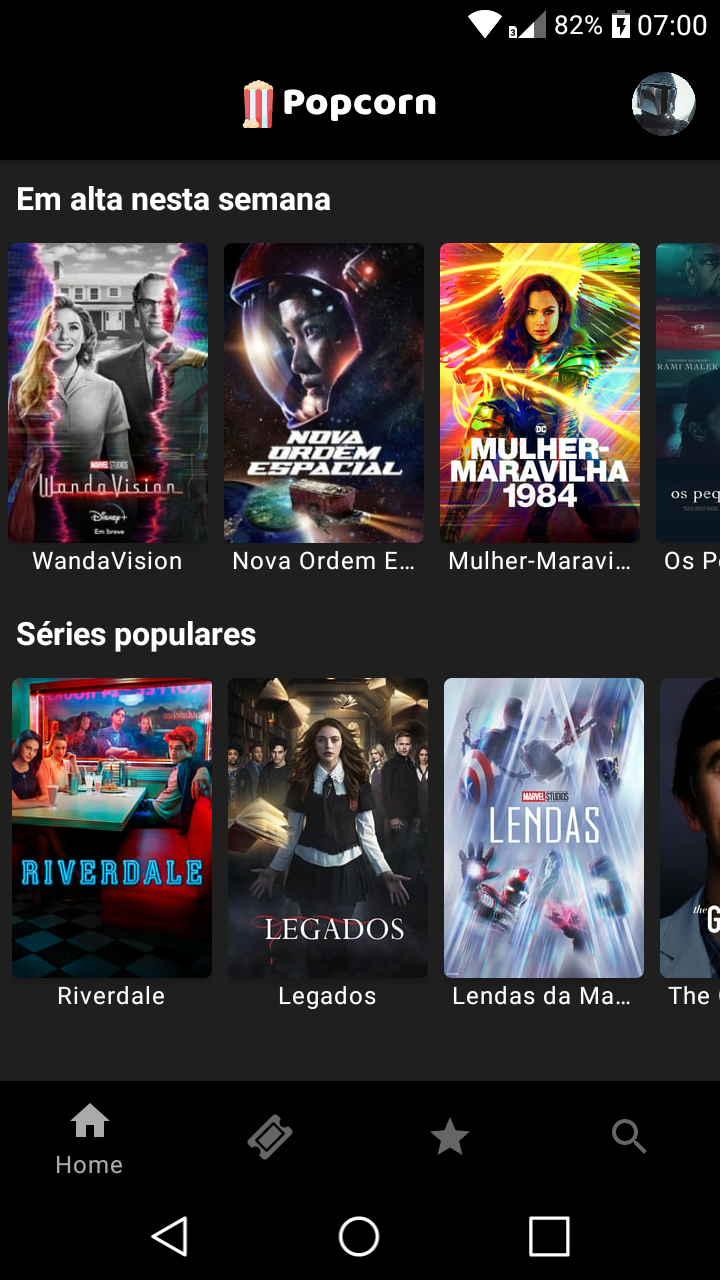 3
82%
07:00
Popcorn
Em alta nesta semana
MARVEL STUDIOS
WandaVision
Disney+
Em breve
NOVA
ORDEM
ESPACIAL
DC
MULHER-
MARAVILHA
1984
RAMI MALEK
os peq
WandaVision
Nova Ordem E...
Mulher-Maravi...
Os P
Séries populares
RIVERDALE
LEGADOS
MARVEL STUDIOS
LENDAS
the
G
Riverdale
Legados
Lendas da Ma...
The
Home